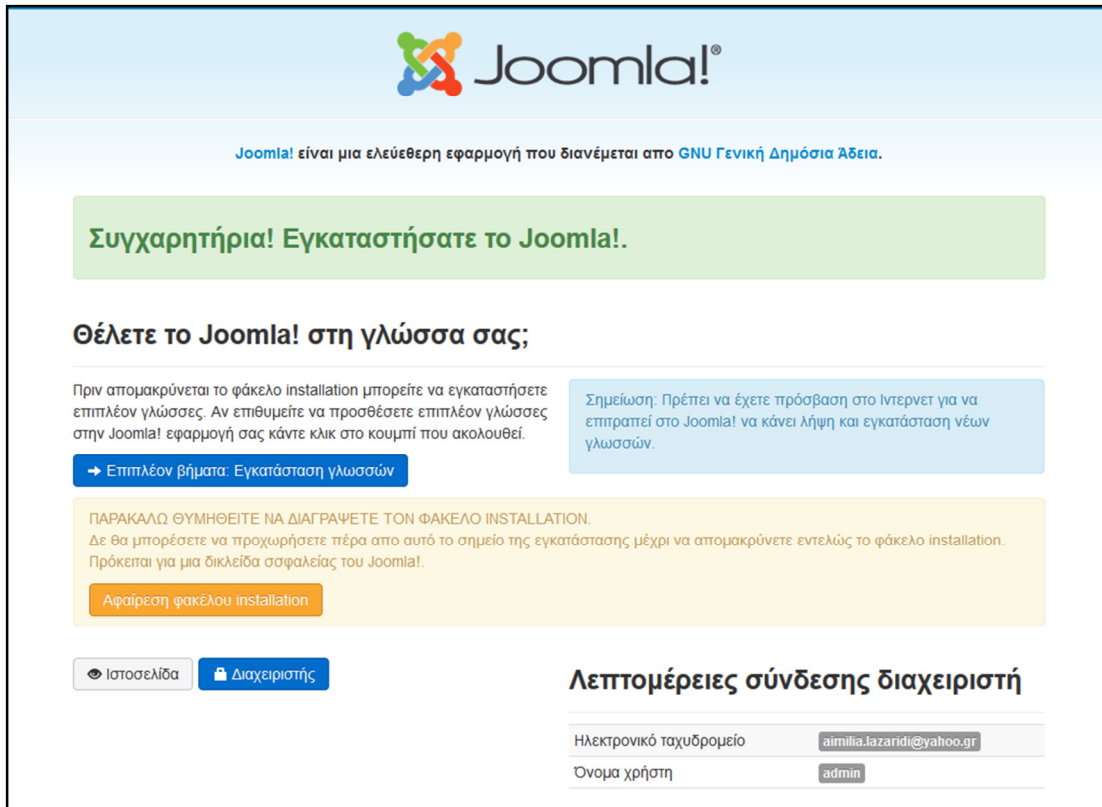 Joomla!®
Joomla! είναι μια ελεύεθερη εφαρμογή που διανέμεται απο GNU Γενική Δημόσια Άδεια.
Συγχαρητήρια! Εγκαταστήσατε το Joomla!.
Θέλετε το Joomla! στη γλώσσα σας;
Πριν απομακρύνεται το φάκελο installation μπορείτε να εγκαταστήσετε
επιπλέον γλώσσες. Αν επιθυμείτε να προσθέσετε επιπλέον γλώσσες
στην Joomla! εφαρμογή σας κάντε κλικ στο κουμπί που ακολουθεί.
Επιπλέον βήματα: Εγκατάσταση γλωσσών
Σημείωση: Πρέπει να έχετε πρόσβαση στο Ιντερνετ για να
επιτραπεί στο Joomla! να κάνει λήψη και εγκατάσταση νέων
γλωσσών.
ΠΑΡΑΚΑΛΩ ΘΥΜΗΘΕΙΤΕ ΝΑ ΔΙΑΓΡΑΨΕΤΕ ΤΟΝ ΦΑΚΕΛΟ INSTALLATION.
Δε θα μπορέσετε να προχωρήσετε πέρα απο αυτό το σημείο της εγκατάστασης μέχρι να απομακρύνετε εντελώς το φάκελο installation.
Πρόκειται για μια δικλείδα σσφαλείας του Joomla!.
Αφαίρεση φακέλου installation
Ιστοσελίδα
Διαχειριστής
Λεπτομέρειες σύνδεσης διαχειριστή
Ηλεκτρονικό ταχυδρομείο aimilia.lazaridi@yahoo.gr
Όνομα χρήστη admin